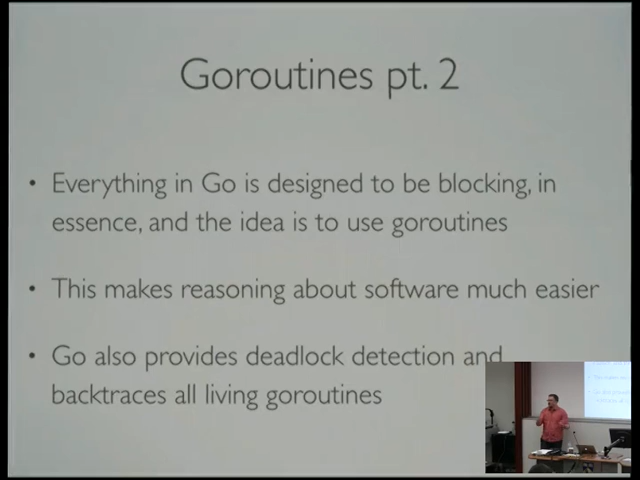 Goroutines pt. 2
• Everything in Go is designed to be blocking, in
essence, and the idea is to use goroutines
• This makes reasoning about software much easier
• Go also provides deadlock detection and
backtraces all living goroutines